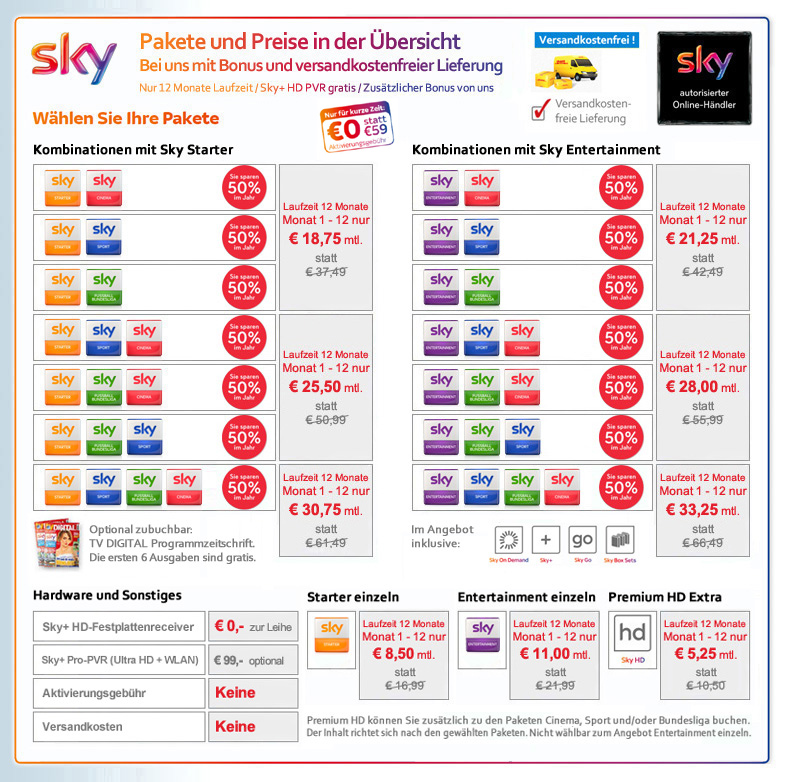 sky
Pakete und Preise in der Übersicht
Bei uns mit Bonus und versandkostenfreier Lieferung
Nur 12 Monate Laufzeit / Sky+ HD PVR gratis / Zusätzlicher Bonus von uns
Versandkostenfrei !
Versandkosten-
freie Lieferung
sky
autorisierter
Online-Händler
Wählen Sie Ihre Pakete
Nur für kurze Zeit:
€0 statt €59
Aktivierungsgebühr
Kombinationen mit Sky Starter
sky STARTER sky CINEMA Sie sparen 50% im Jahr
sky STARTER sky SPORT Sie sparen 50% im Jahr
sky STARTER sky FUSSBALL BUNDESLIGA Sie sparen 50% im Jahr
Laufzeit 12 Monate
Monat 1 - 12 nur
€ 18,75 mtl.
statt
€ 37,49
sky STARTER sky SPORT sky CINEMA Sie sparen 50% im Jahr
sky STARTER sky FUSSBALL BUNDESLIGA sky CINEMA Sie sparen 50% im Jahr
sky STARTER sky FUSSBALL BUNDESLIGA sky SPORT Sie sparen 50% im Jahr
Laufzeit 12 Monate
Monat 1 - 12 nur
€ 25,50 mtl.
statt
€ 50,99
sky STARTER sky SPORT sky FUSSBALL BUNDESLIGA sky CINEMA Sie sparen 50% im Jahr
Laufzeit 12 Monate
Monat 1 - 12 nur
€ 30,75 mtl.
statt
€ 61,49
DIGITAL
Optional zubuchbar:
TV DIGITAL Programmzeitschrift.
Die ersten 6 Ausgaben sind gratis.
Kombinationen mit Sky Entertainment
sky ENTERTAINMENT sky CINEMA Sie sparen 50% im Jahr
sky ENTERTAINMENT sky SPORT Sie sparen 50% im Jahr
sky ENTERTAINMENT sky FUSSBALL BUNDESLIGA Sie sparen 50% im Jahr
Laufzeit 12 Monate
Monat 1 - 12 nur
€ 21,25 mtl.
statt
€ 42,49
sky ENTERTAINMENT sky SPORT sky CINEMA Sie sparen 50% im Jahr
sky ENTERTAINMENT sky FUSSBALL BUNDESLIGA sky CINEMA Sie sparen 50% im Jahr
sky ENTERTAINMENT sky FUSSBALL BUNDESLIGA sky SPORT Sie sparen 50% im Jahr
Laufzeit 12 Monate
Monat 1 - 12 nur
€ 28,00 mtl.
statt
€ 55,99
sky ENTERTAINMENT sky SPORT sky FUSSBALL BUNDESLIGA sky CINEMA Sie sparen 50% im Jahr
Laufzeit 12 Monate
Monat 1 - 12 nur
€ 33,25 mtl.
statt
€ 66,49
Im Angebot
inklusive:
+ go
Sky On Demand Sky+ Sky Go Sky Box Sets
Hardware und Sonstiges
Sky+ HD-Festplattenreceiver € 0,- zur Leihe
Sky+ Pro-PVR (Ultra HD + WLAN) € 99,- optional
Aktivierungsgebühr Keine
Versandkosten Keine
Starter einzeln
sky STARTER
Laufzeit 12 Monate
Monat 1 - 12 nur
€ 8,50 mtl.
statt
€ 16,99
Entertainment einzeln
sky ENTERTAINMENT
Laufzeit 12 Monate
Monat 1 - 12 nur
€ 11,00 mtl.
statt
€ 21,99
Premium HD Extra
hd
Sky HD
Laufzeit 12 Monate
Monat 1 - 12 nur
€ 5,25 mtl.
statt
€ 10,50
Premium HD können Sie zusätzlich zu den Paketen Cinema, Sport und/oder Bundesliga buchen.
Der Inhalt richtet sich nach den gewählten Paketen. Nicht wählbar zum Angebot Entertainment einzeln.